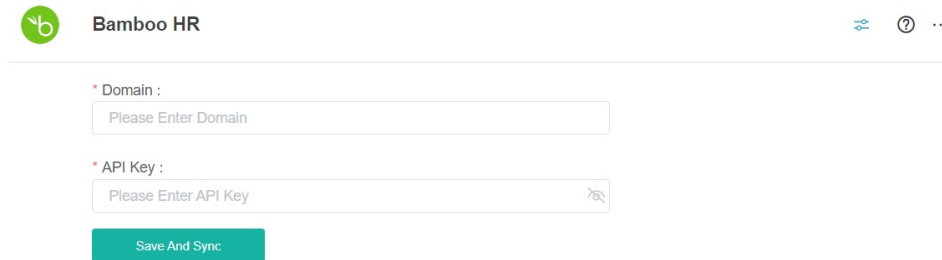 Bamboo HR
* Domain :
Please Enter Domain
* API Key :
Please Enter API Key
Save And Sync